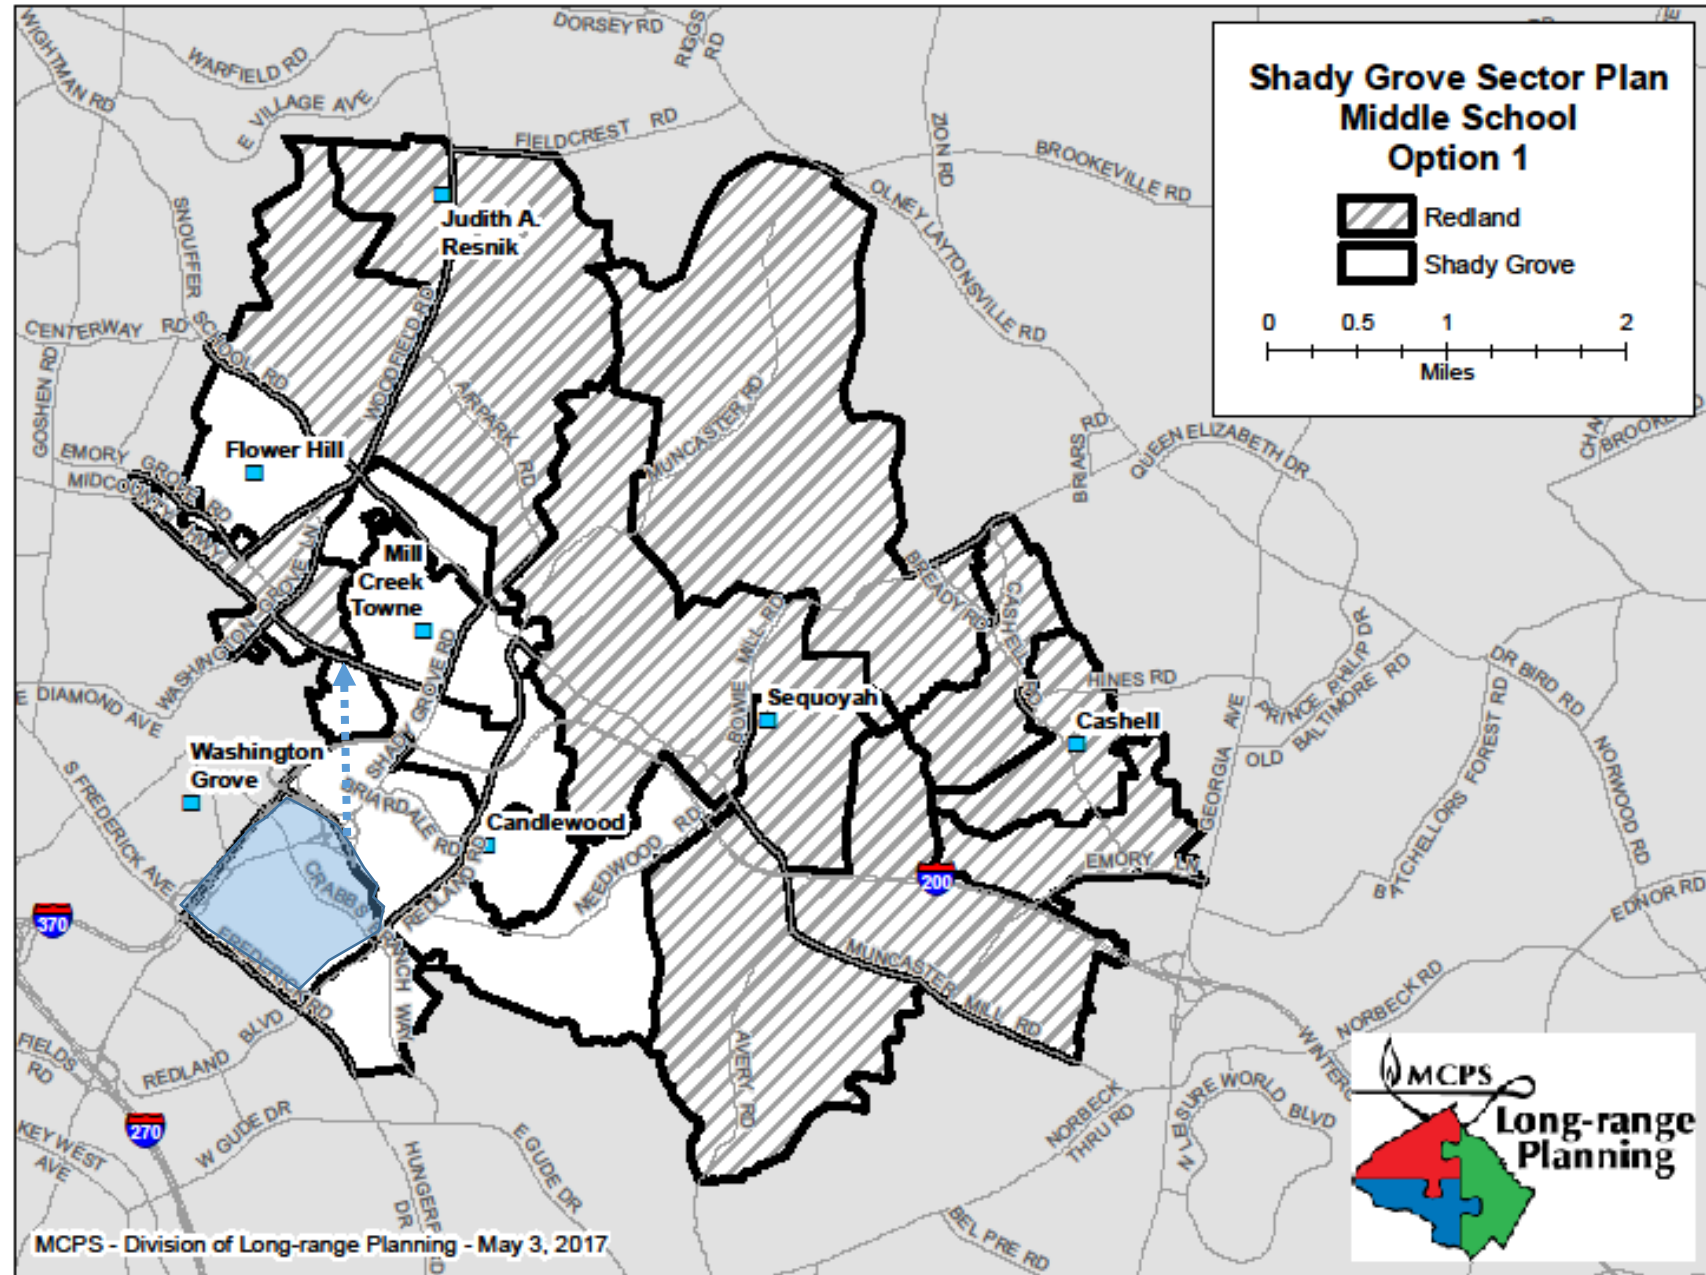 Shady Grove Sector Plan
Middle School
Option 1
Redland
Shady Grove
0 0.5 1 2
Miles
WIGHTMAN RD
WARFIELD RD
E VILLAGE AVE
DORSEY RD
RIGGS
RD
FIELDCREST RD
ZION RD
BROOKEVILLE RD
OLNEY LAYTONSVILLE RD
SNOUFFER SCHOOL RD
CENTERWAY RD
GOSHEN RD
Judith A.
Resnik
WOODFIELD RD
AIRPARK RD
MUNCASTER RD
BRIARS
RD
QUEEN ELIZABETH DR
Flower Hill
EMORY GROVE RD
MIDCOUNTY HWY
WASHINGTON GROVE LN
Mill
Creek
Towne
BREADY RD
CASHELL RD
BOWIE MILL RD
SHADY GROVE RD
E DIAMOND AVE
Sequoyah
HINES RD
Cashell
PRINCE PHILIP DR
OLD BALTIMORE RD
DR BIRD RD
BATCHELLORS FOREST RD
NORWOOD RD
GEORGIA AVE
Washington
Grove
S FREDERICK AVE
BRIARDALE RD
Candlewood
REDLAND RD
NEEDWOOD RD
CRABBS BRANCH WAY
EMORY LN
200
EDNOR RD
370
FREDERICK RD
REDLAND BLVD
FIELDS
RD
MUNCASTER MILL RD
AVERY RD
NORBECK RD
270
KEY WEST
AVE
W GUDE DR
E GUDE DR
NORBECK
THRU RD
N LEISURE WORLD BLVD
BEL PRE RD
MCPS
Long-range
Planning
MCPS - Division of Long-range Planning - May 3, 2017